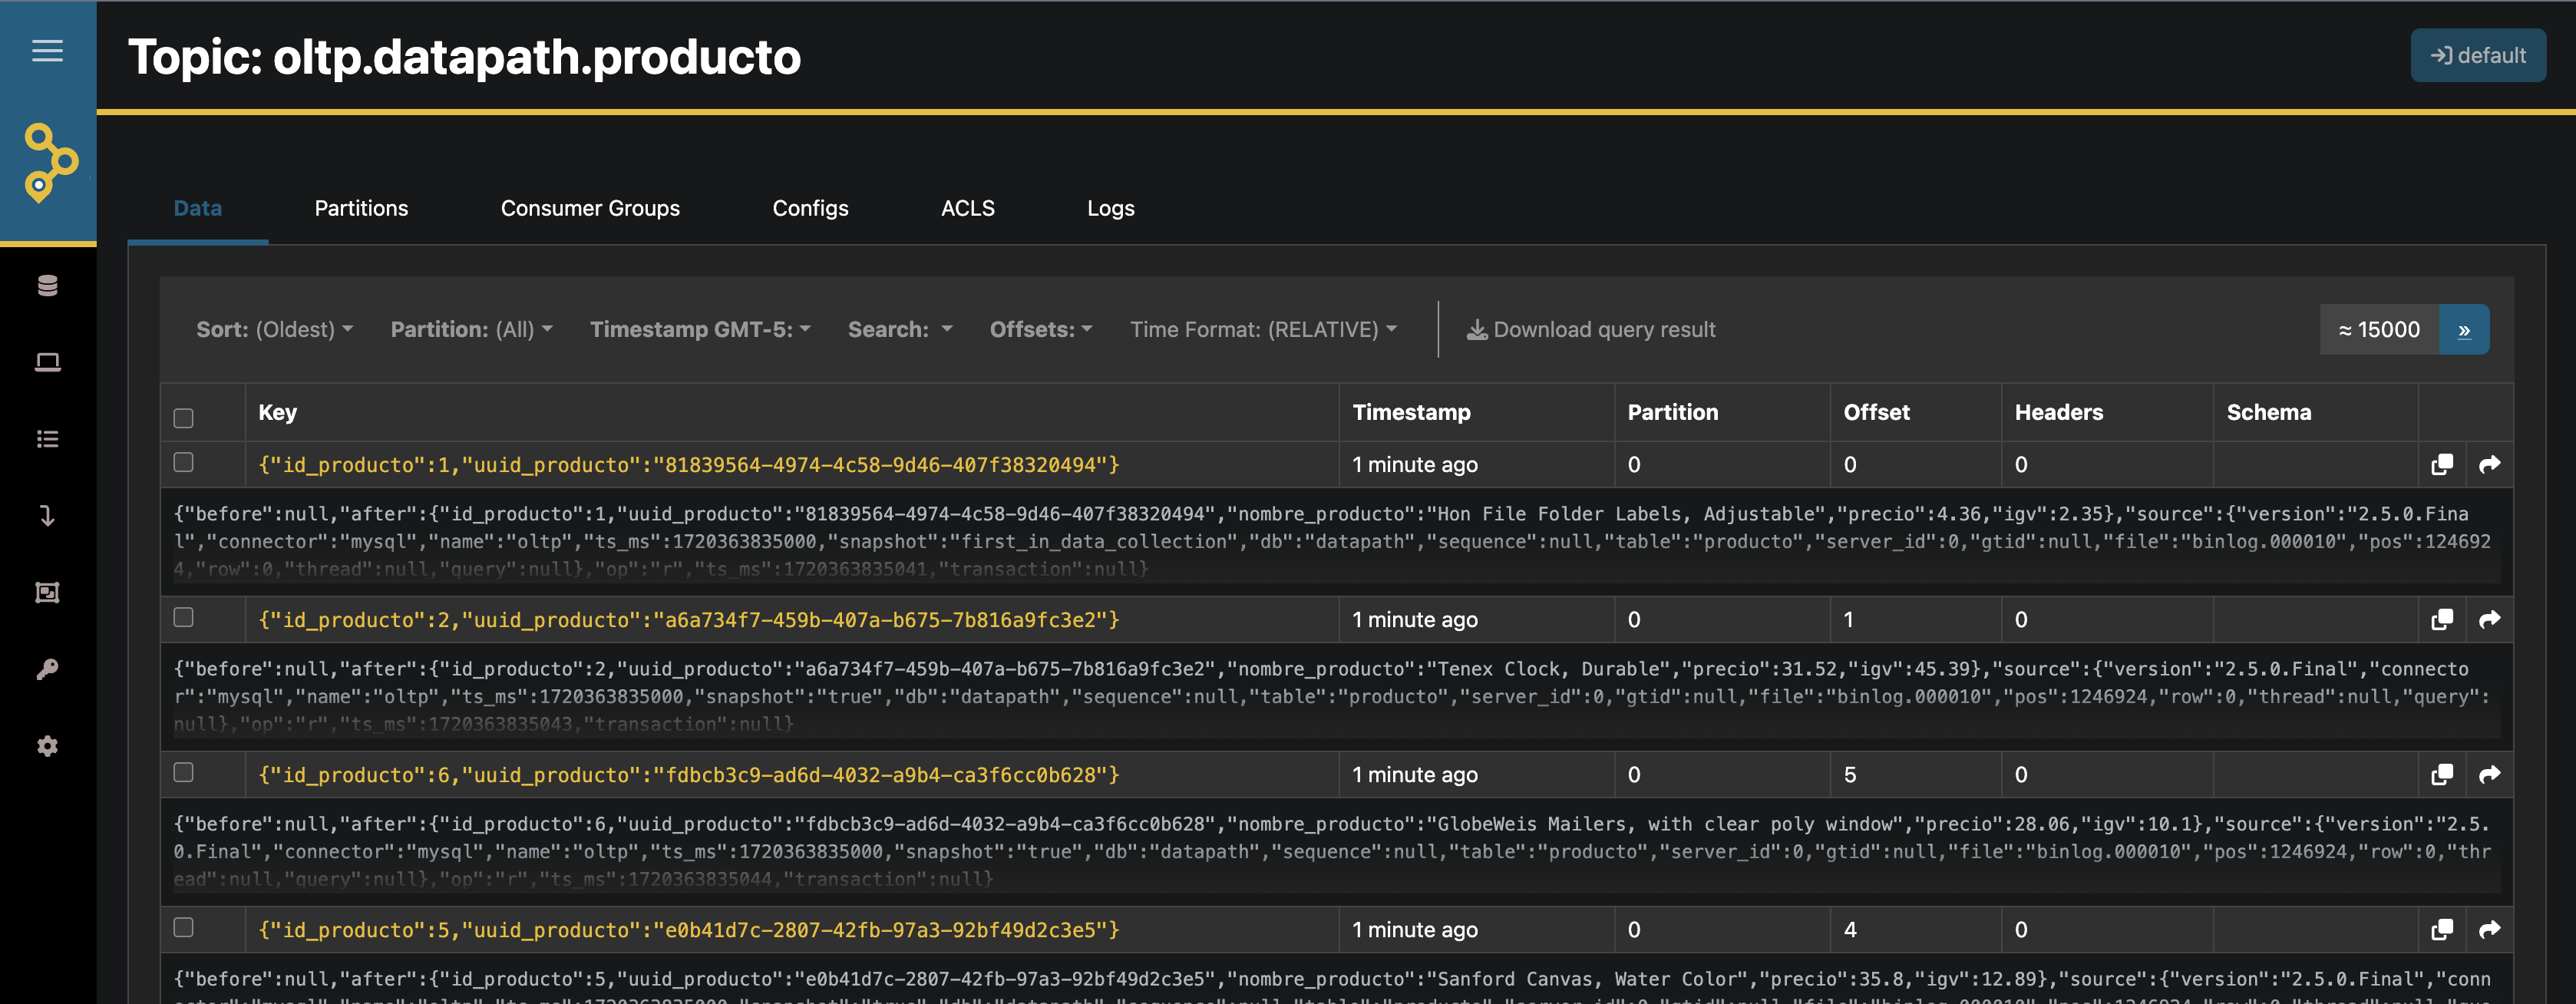 Topic: oltp.datapath.producto
default
Data Partitions Consumer Groups Configs ACLS Logs
Sort: (Oldest) Partition: (All) Timestamp GMT-5: Search: Offsets: Time Format: (RELATIVE) Download query result ≈ 15000 »
Key Timestamp Partition Offset Headers Schema
{"id_producto":1,"uuid_producto":"81839564-4974-4c58-9d46-407f38320494"} 1 minute ago 0 0 0
{"before":null,"after":{"id_producto":1,"uuid_producto":"81839564-4974-4c58-9d46-407f38320494","nombre_producto":"Hon File Folder Labels, Adjustable","precio":4.36,"igv":2.35},"source":{"version":"2.5.0.Fina
l","connector":"mysql","name":"oltp","ts_ms":1720363835000,"snapshot":"first_in_data_collection","db":"datapath","sequence":null,"table":"producto","server_id":0,"gtid":null,"file":"binlog.000010","pos":124692
4,"row":0,"thread":null,"query":null},"op":"r","ts_ms":1720363835041,"transaction":null}
{"id_producto":2,"uuid_producto":"a6a734f7-459b-407a-b675-7b816a9fc3e2"} 1 minute ago 0 1 0
{"before":null,"after":{"id_producto":2,"uuid_producto":"a6a734f7-459b-407a-b675-7b816a9fc3e2","nombre_producto":"Tenex Clock, Durable","precio":31.52,"igv":45.39},"source":{"version":"2.5.0.Final","connecto
r":"mysql","name":"oltp","ts_ms":1720363835000,"snapshot":"true","db":"datapath","sequence":null,"table":"producto","server_id":0,"gtid":null,"file":"binlog.000010","pos":1246924,"row":0,"thread":null,"query":
null},"op":"r","ts_ms":1720363835043,"transaction":null}
{"id_producto":6,"uuid_producto":"fdbcb3c9-ad6d-4032-a9b4-ca3f6cc0b628"} 1 minute ago 0 5 0
{"before":null,"after":{"id_producto":6,"uuid_producto":"fdbcb3c9-ad6d-4032-a9b4-ca3f6cc0b628","nombre_producto":"GlobeWeis Mailers, with clear poly window","precio":28.06,"igv":10.1},"source":{"version":"2.5.
0.Final","connector":"mysql","name":"oltp","ts_ms":1720363835000,"snapshot":"true","db":"datapath","sequence":null,"table":"producto","server_id":0,"gtid":null,"file":"binlog.000010","pos":1246924,"row":0,"thr
ead":null,"query":null},"op":"r","ts_ms":1720363835044,"transaction":null}
{"id_producto":5,"uuid_producto":"e0b41d7c-2807-42fb-97a3-92bf49d2c3e5"} 1 minute ago 0 4 0
{"before":null,"after":{"id_producto":5,"uuid_producto":"e0b41d7c-2807-42fb-97a3-92bf49d2c3e5","nombre_producto":"Sanford Canvas, Water Color","precio":35.8,"igv":12.89},"source":{"version":"2.5.0.Final","conn